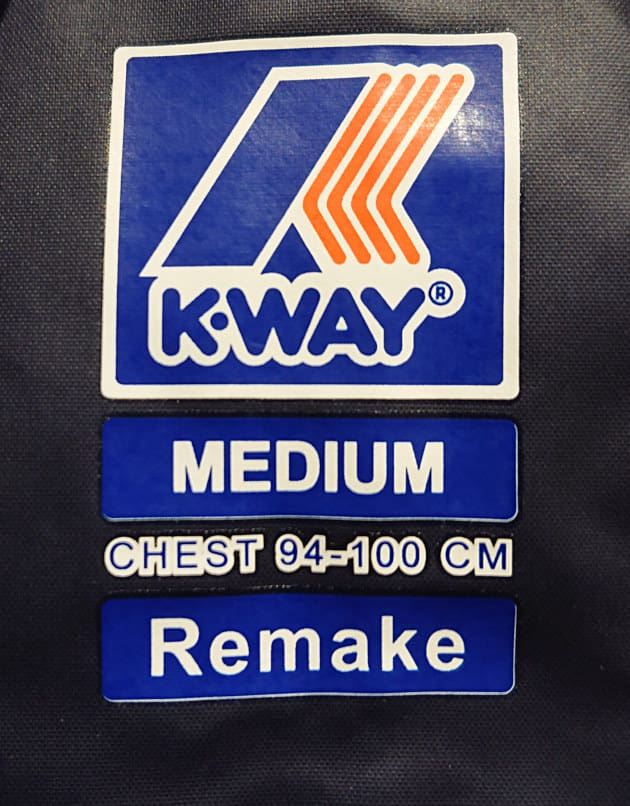 K·WAY®
MEDIUM
CHEST 94-100 CM
Remake